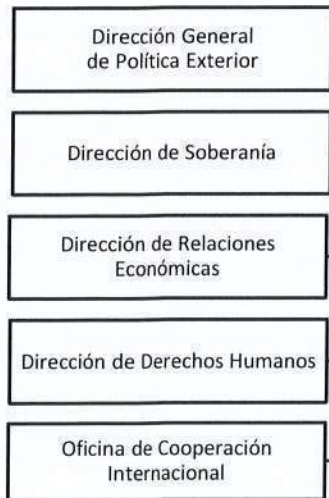 Dirección General
de Política Exterior
Dirección de Soberanía
Dirección de Relaciones
Económicas
Dirección de Derechos Humanos
Oficina de Cooperación
Internacional